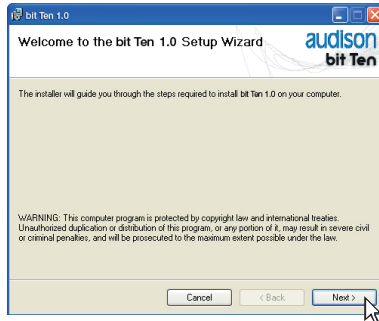 bit Ten 1.0
Welcome to the bit Ten 1.0 Setup Wizard
audison
bit Ten
The installer will guide you through the steps required to install bit Ten 1.0 on your computer.
WARNING: This computer program is protected by copyright law and international treaties.
Unauthorized duplication or distribution of this program, or any portion of it, may result in severe civil
or criminal penalties, and will be prosecuted to the maximum extent possible under the law.
Cancel
< Back
Next >